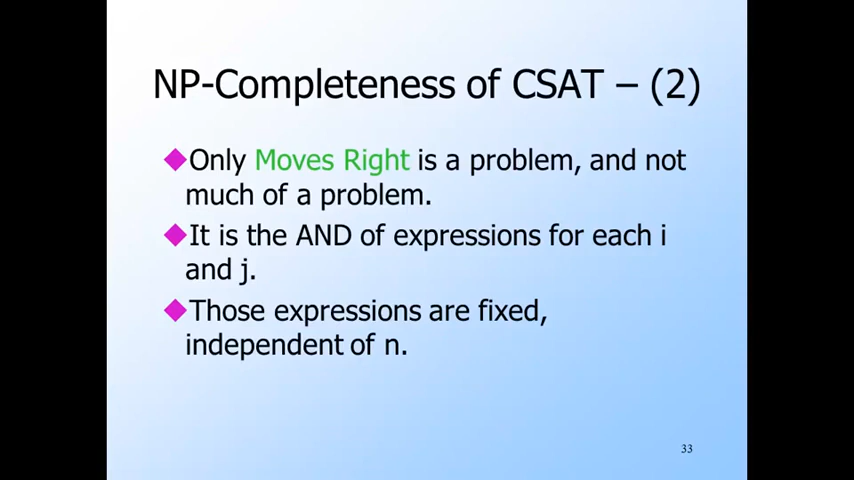 NP-Completeness of CSAT – (2)
Only Moves Right is a problem, and not
much of a problem.
It is the AND of expressions for each i
and j.
Those expressions are fixed,
independent of n.
33